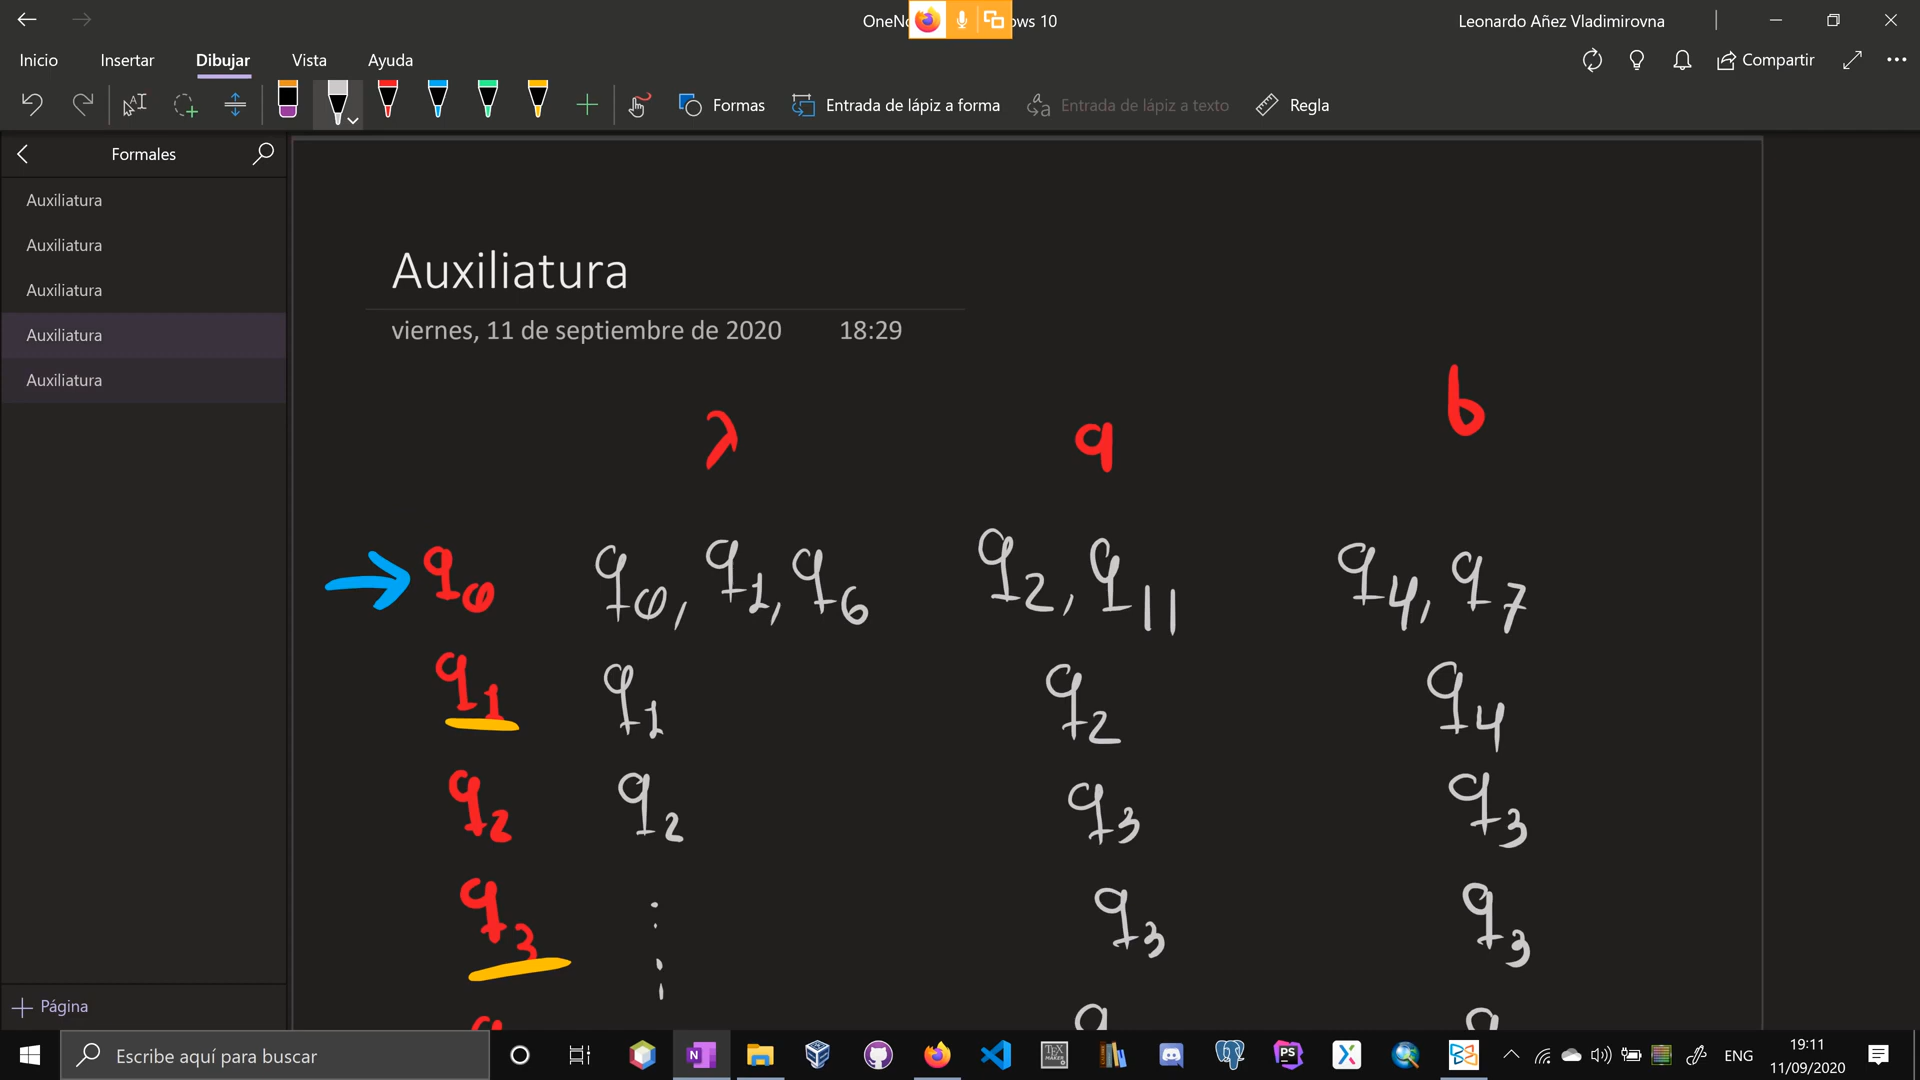 OneNo
ows 10
Leonardo Añez Vladimirovna
Inicio Insertar Dibujar Vista Ayuda
Compartir
Formas Entrada de lápiz a forma Entrada de lápiz a texto Regla
Formales
Auxiliatura
Auxiliatura
Auxiliatura
Auxiliatura
Auxiliatura
Página
Auxiliatura
viernes, 11 de septiembre de 2020 18:29
λ a b
q0 q0, q1, q6 q2, q11 q4, q7
q1 q1 q2 q4
q2 q2 q3 q3
q3 : q3 q3
Escribe aquí para buscar
ENG
19:11
11/09/2020